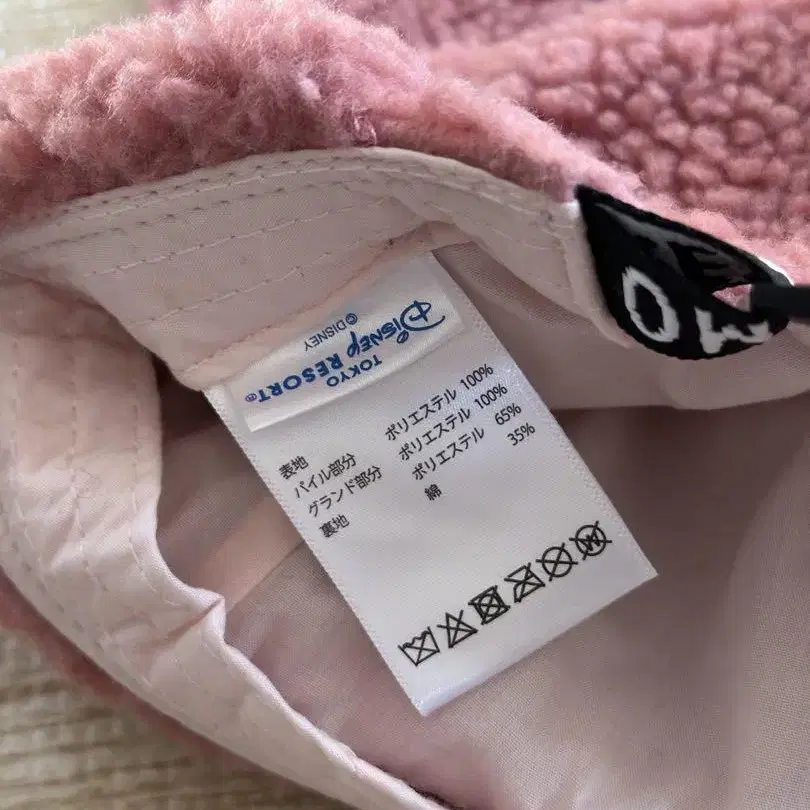 TOKYO
Disney RESORT®
©DISNEY
表地
パイル部分 ポリエステル 100%
グランド部分 ポリエステル 100%
裏地 ポリエステル 65%
綿 35%